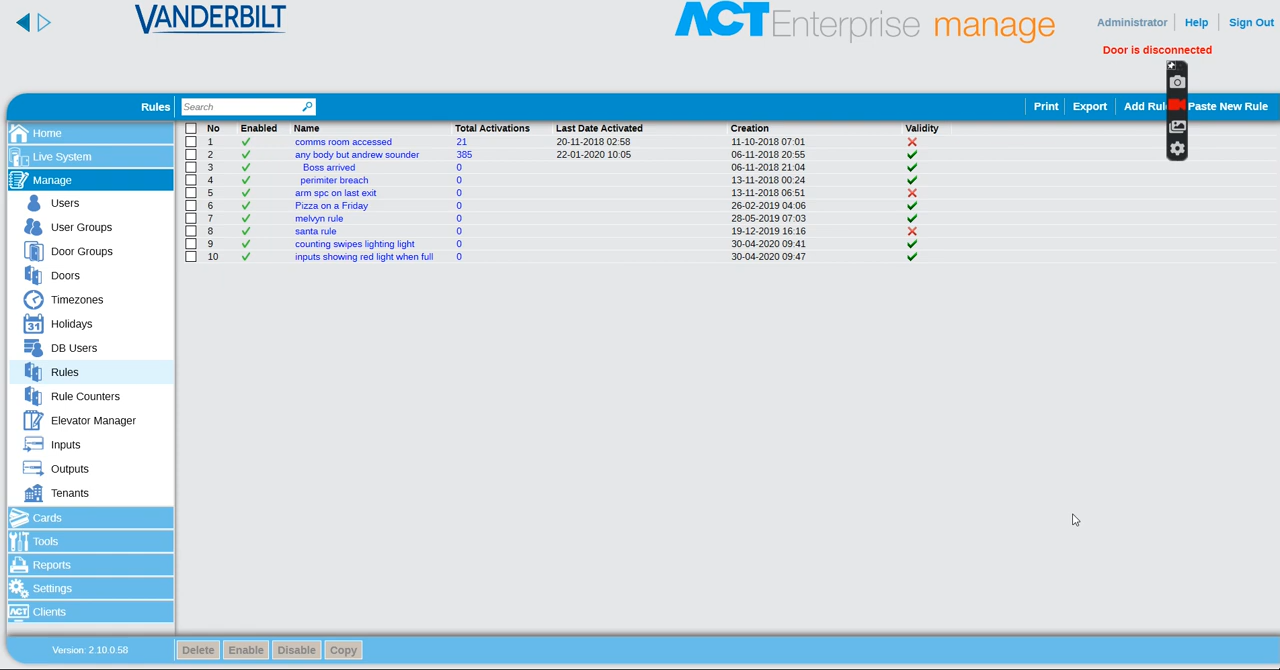 VANDERBILT
ACT Enterprise manage
Administrator Help Sign Out
Door is disconnected
Rules Search Print Export Add Rul Paste New Rule
No Enabled Name Total Activations Last Date Activated Creation Validity
1 comms room accessed 21 20-11-2018 02:58 11-10-2018 07:01
2 any body but andrew sounder 385 22-01-2020 10:05 06-11-2018 20:55
3 Boss arrived 0 06-11-2018 21:04
4 perimiter breach 0 13-11-2018 00:24
5 arm spc on last exit 0 13-11-2018 06:51
6 Pizza on a Friday 0 26-02-2019 04:06
7 melvyn rule 0 28-05-2019 07:03
8 santa rule 0 19-12-2019 16:16
9 counting swipes lighting light 0 30-04-2020 09:41
10 inputs showing red light when full 0 30-04-2020 09:47
Home
Live System
Manage
Users
User Groups
Door Groups
Doors
Timezones
31 Holidays
DB Users
Rules
Rule Counters
Elevator Manager
Inputs
Outputs
Tenants
Cards
Tools
Reports
Settings
ACT Clients
Version: 2.10.0.58 Delete Enable Disable Copy